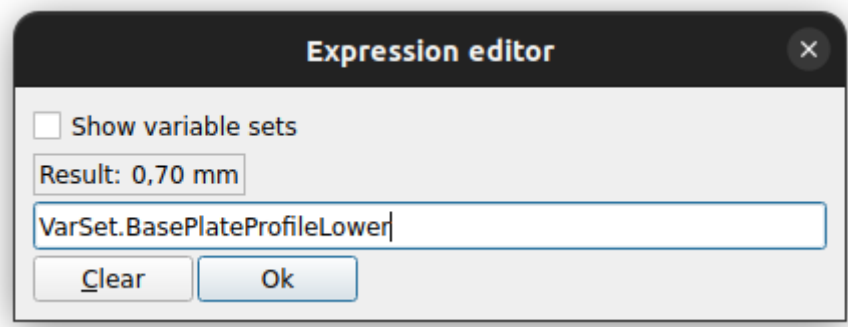 Expression editor
Show variable sets
Result: 0,70 mm
VarSet.BasePlateProfileLower
Clear
Ok